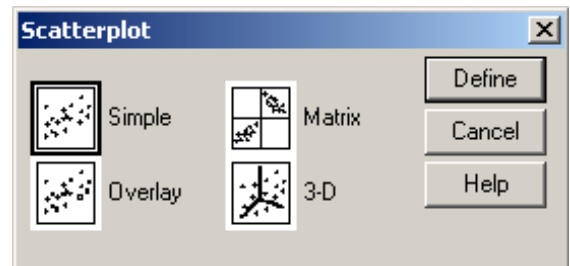 Scatterplot
Define
Simple
Matrix
Cancel
Overlay
3-D
Help